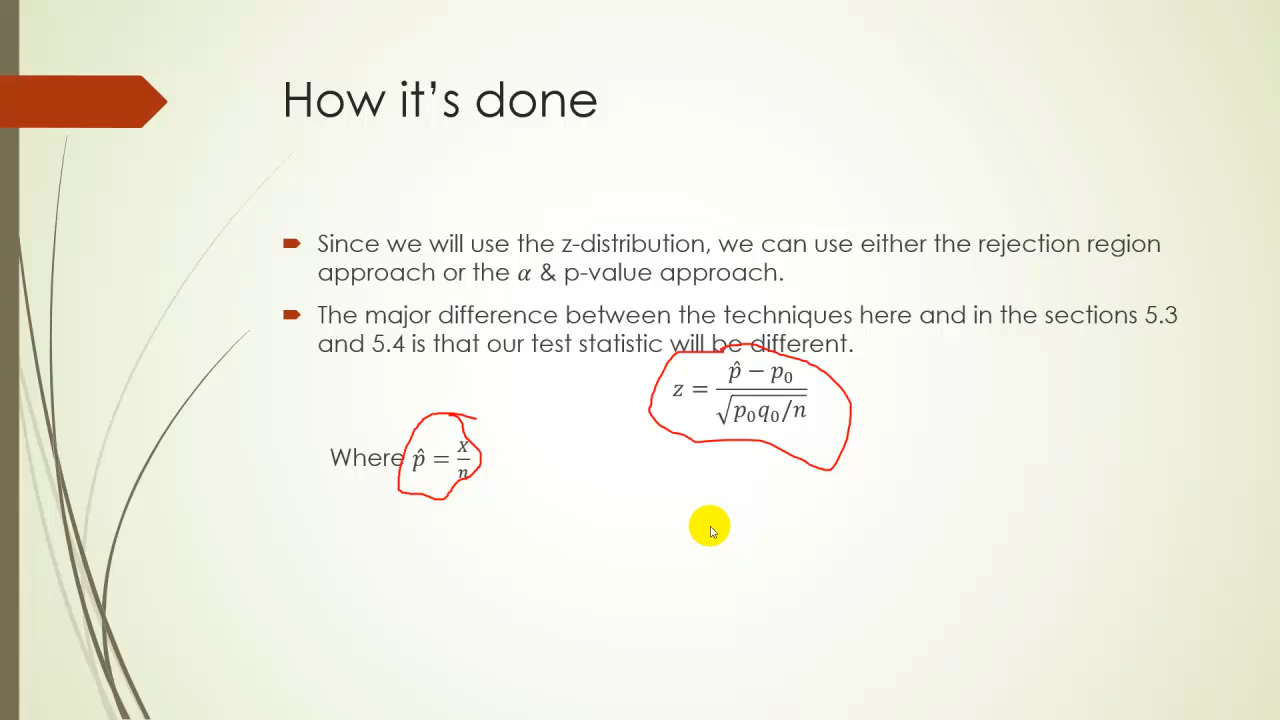 How it's done
Since we will use the z-distribution, we can use either the rejection region
approach or the α & p-value approach.
The major difference between the techniques here and in the sections 5.3
and 5.4 is that our test statistic will be different.
z = (p̂ − p₀) / √(p₀q₀/n)
Where p̂ = X/n